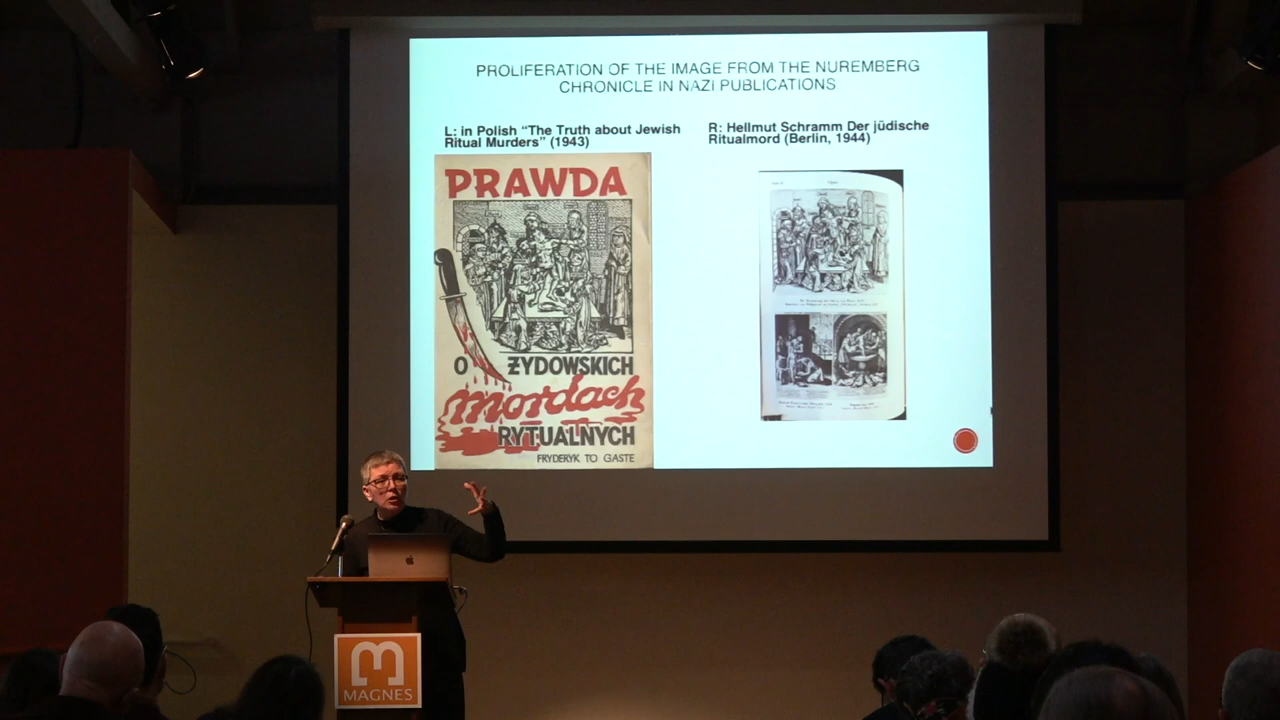 PROLIFERATION OF THE IMAGE FROM THE NUREMBERG
CHRONICLE IN NAZI PUBLICATIONS
L: in Polish “The Truth about Jewish
Ritual Murders” (1943)
R: Hellmut Schramm Der jüdische
Ritualmord (Berlin, 1944)
PRAWDA
O ŻYDOWSKICH
mordach
RYTUALNYCH
FRYDERYK TO GASTE
MAGNES